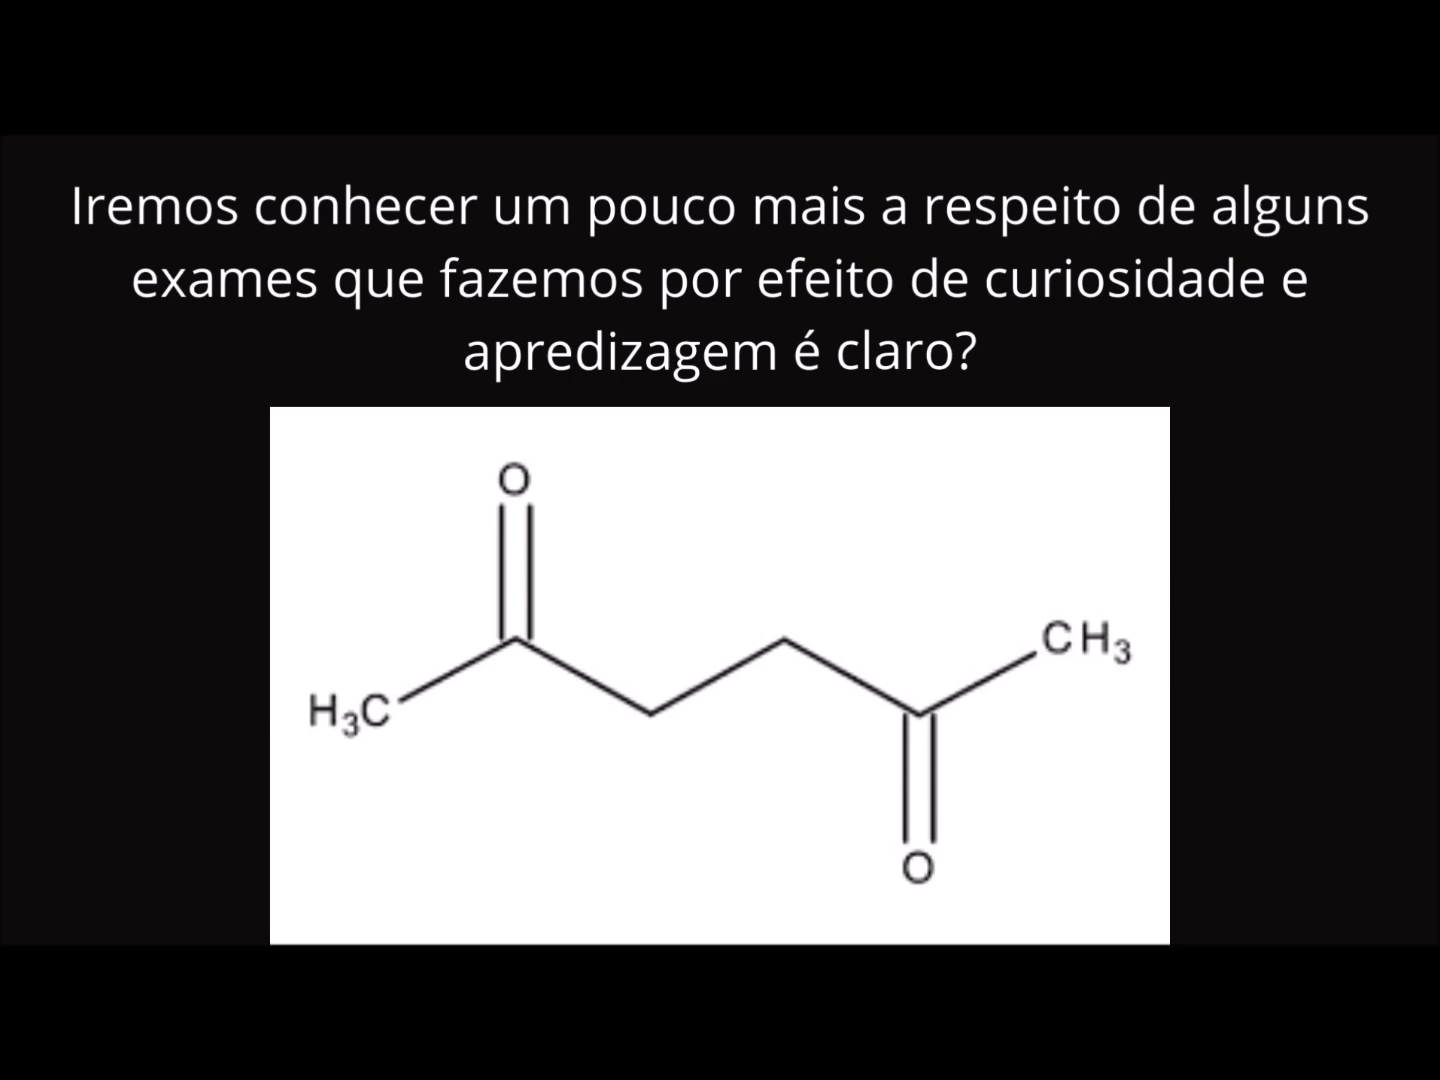 Iremos conhecer um pouco mais a respeito de alguns
exames que fazemos por efeito de curiosidade e
apredizagem é claro?
O
CH₃
H₃C
O